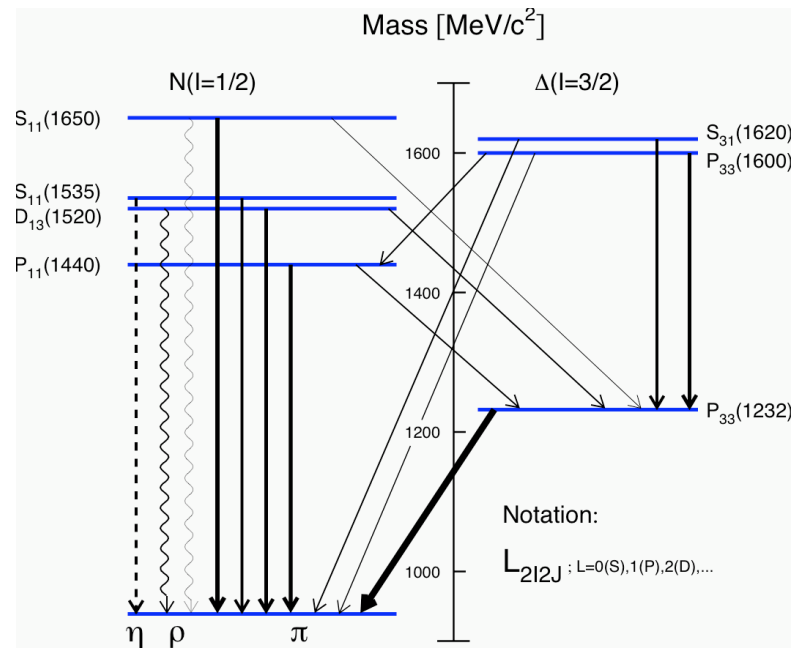 Mass [MeV/c²]
N(I=1/2)
Δ(I=3/2)
S₁₁(1650)
S₁₁(1535)
D₁₃(1520)
P₁₁(1440)
1600
1400
1200
1000
S₃₁(1620)
P₃₃(1600)
P₃₃(1232)
Notation:
L₂I₂J ; L=0(S),1(P),2(D),...
η ρ π